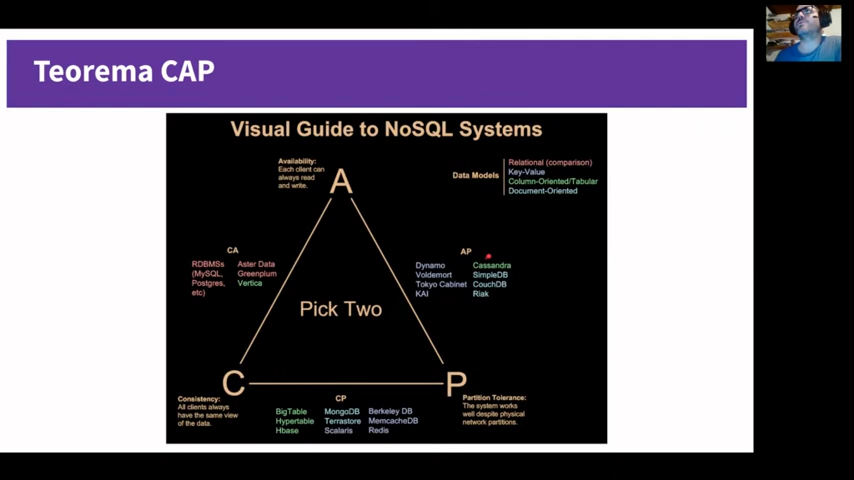 Teorema CAP
Visual Guide to NoSQL Systems
Availability:
Each client can
always read
and write.
A
Data Models
Relational (comparison)
Key-Value
Column-Oriented/Tabular
Document-Oriented
CA
RDBMSs
(MySQL,
Postgres,
etc)
Aster Data
Greenplum
Vertica
AP
Dynamo
Voldemort
Tokyo Cabinet
KAI
Cassandra
SimpleDB
CouchDB
Riak
Pick Two
C
Consistency:
All clients always
have the same view
of the data.
CP
BigTable
Hypertable
Hbase
MongoDB
Terrastore
Scalaris
Berkeley DB
MemcacheDB
Redis
P
Partition Tolerance:
The system works
well despite physical
network partitions.